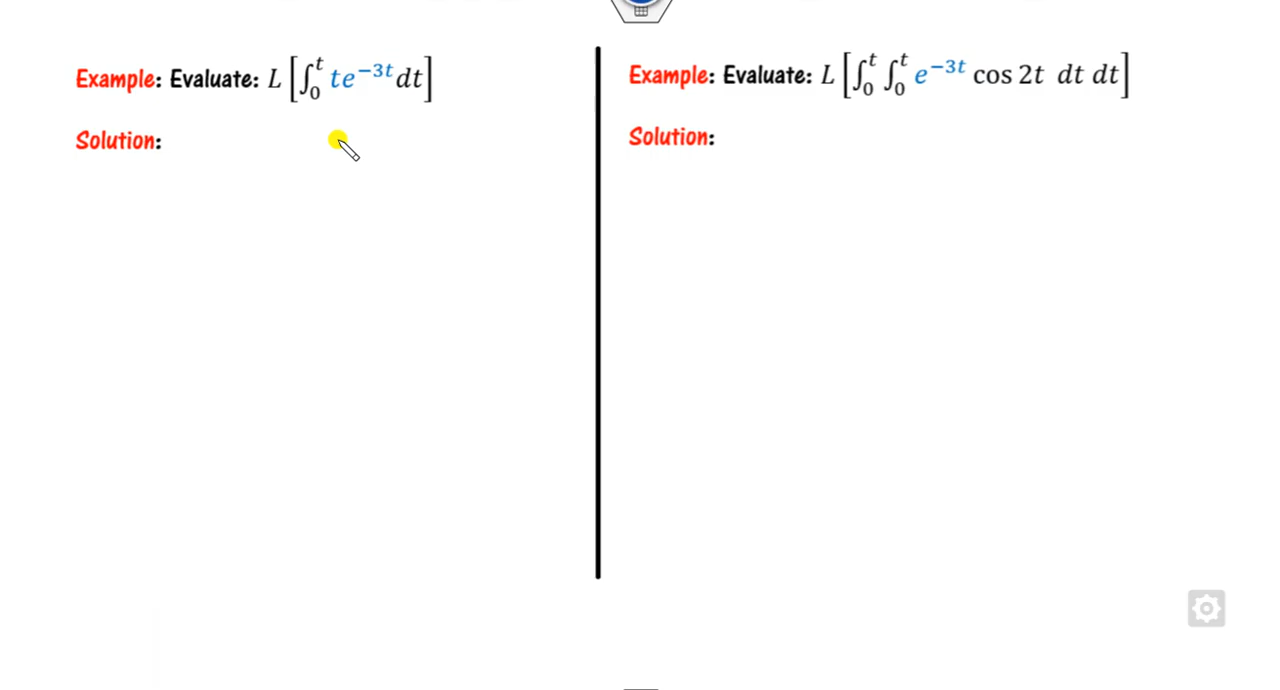 Example: Evaluate: L[∫₀ᵗ te⁻³ᵗ dt]
Solution:
Example: Evaluate: L[∫₀ᵗ ∫₀ᵗ e⁻³ᵗ cos 2t dt dt]
Solution: